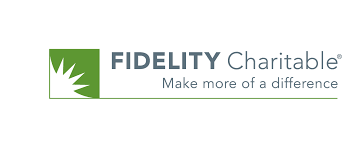 FIDELITY Charitable®
Make more of a difference